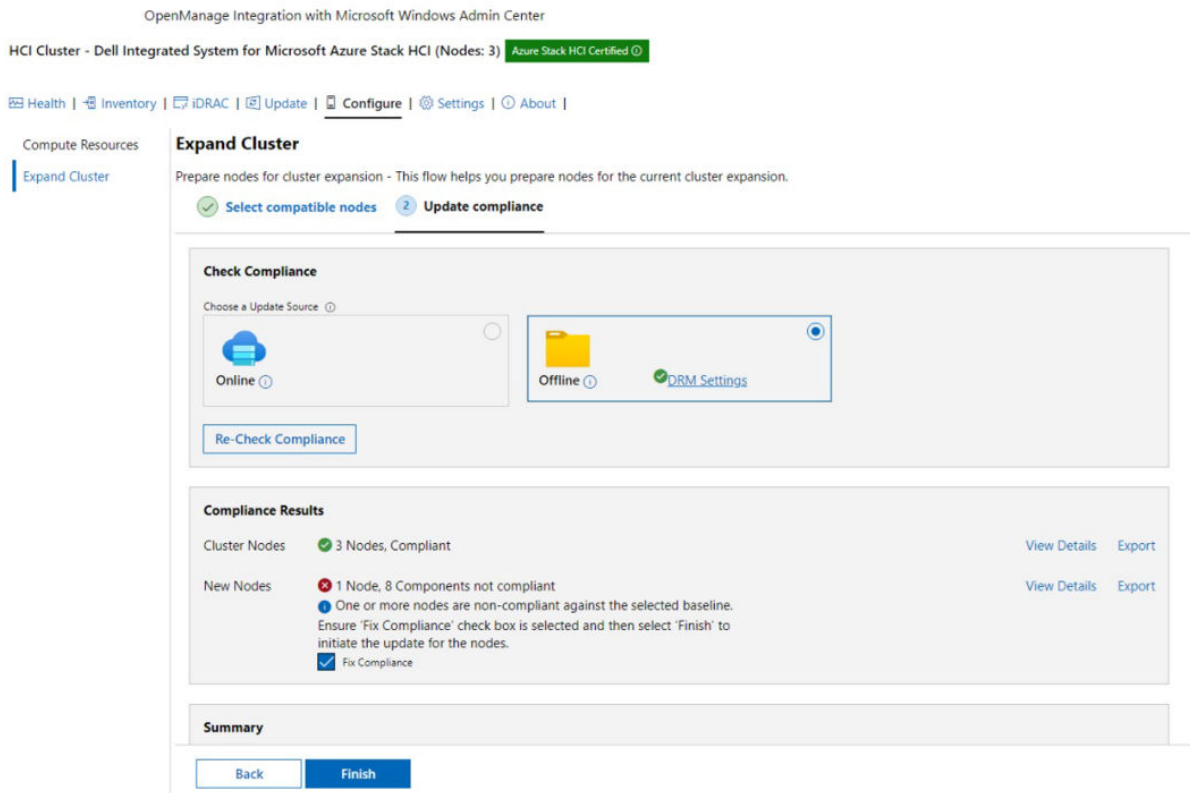 OpenManage Integration with Microsoft Windows Admin Center
HCI Cluster - Dell Integrated System for Microsoft Azure Stack HCI (Nodes: 3) Azure Stack HCI Certified
Health | Inventory | iDRAC | Update | Configure | Settings | About |
Compute Resources
Expand Cluster
Expand Cluster
Prepare nodes for cluster expansion - This flow helps you prepare nodes for the current cluster expansion.
Select compatible nodes 2 Update compliance
Check Compliance
Choose a Update Source
Online
Offline DRM Settings
Re-Check Compliance
Compliance Results
Cluster Nodes 3 Nodes, Compliant View Details Export
New Nodes 1 Node, 8 Components not compliant View Details Export
One or more nodes are non-compliant against the selected baseline.
Ensure 'Fix Compliance' check box is selected and then select 'Finish' to
initiate the update for the nodes.
Fix Compliance
Summary
Back Finish